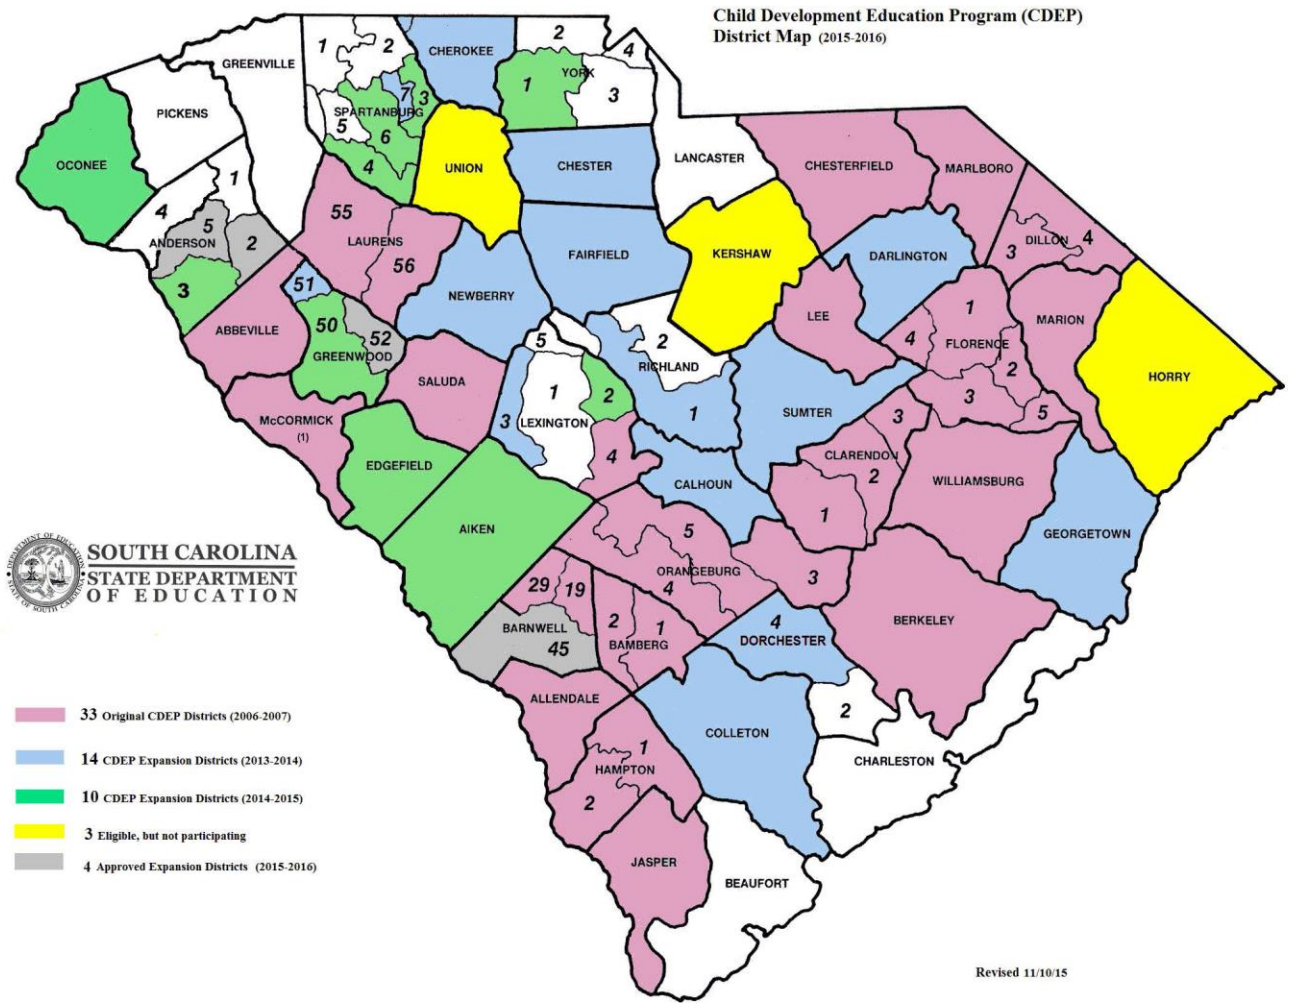 Child Development Education Program (CDEP)
District Map (2015-2016)
CHEROKEE
1
2
2
4
GREENVILLE
YORK
1
3
PICKENS
7
3
SPARTANBURG
5
6
4
OCONEE
UNION
CHESTER
LANCASTER
CHESTERFIELD
MARLBORO
1
4
5
ANDERSON
2
3
55
LAURENS
56
FAIRFIELD
KERSHAW
DARLINGTON
DILLON
3
4
51
NEWBERRY
50
52
GREENWOOD
ABBEVILLE
5
2
RICHLAND
1
LEE
1
4
FLORENCE
2
3
5
MARION
HORRY
SALUDA
1
2
3
LEXINGTON
4
SUMTER
McCORMICK
(1)
3
CLARENDON
2
1
WILLIAMSBURG
EDGEFIELD
CALHOUN
AIKEN
5
ORANGEBURG
4
3
GEORGETOWN
DEPARTMENT OF EDUCATION
STATE OF SOUTH CAROLINA
SOUTH CAROLINA
STATE DEPARTMENT
OF EDUCATION
29
19
BARNWELL
45
2
1
BAMBERG
4
DORCHESTER
BERKELEY
ALLENDALE
2
COLLETON
1
HAMPTON
2
CHARLESTON
JASPER
BEAUFORT
33 Original CDEP Districts (2006-2007)
14 CDEP Expansion Districts (2013-2014)
10 CDEP Expansion Districts (2014-2015)
3 Eligible, but not participating
4 Approved Expansion Districts (2015-2016)
Revised 11/10/15